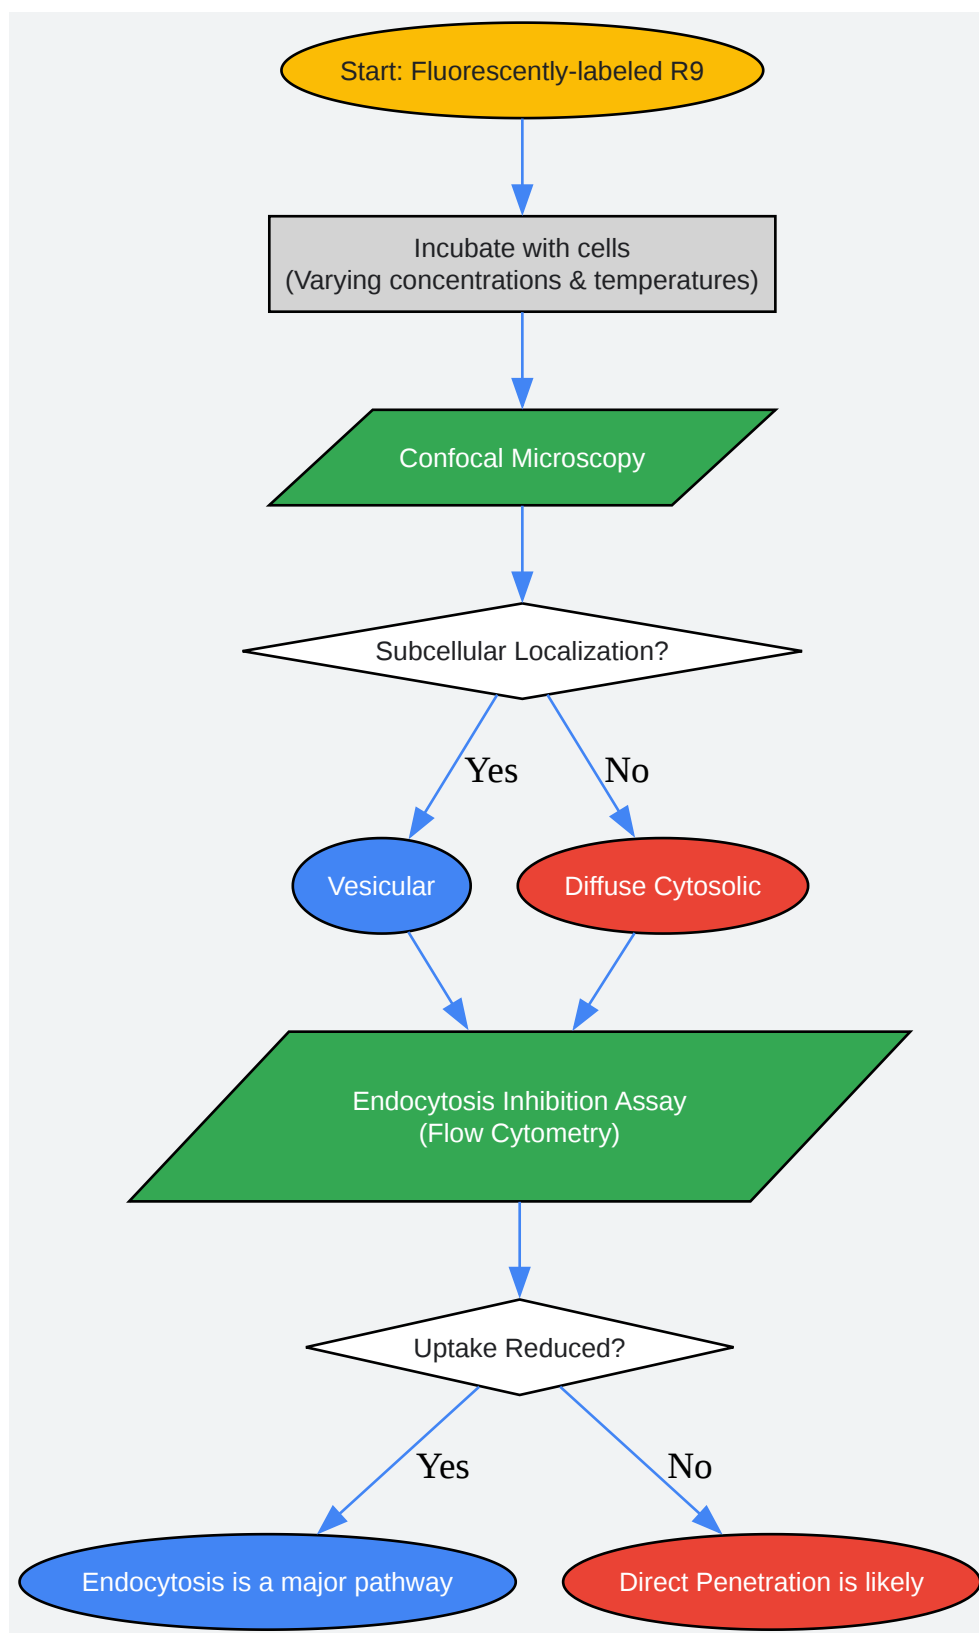 Start: Fluorescently-labeled R9
Incubate with cells
(Varying concentrations & temperatures)
Confocal Microscopy
Subcellular Localization?
Yes
No
Vesicular
Diffuse Cytosolic
Endocytosis Inhibition Assay
(Flow Cytometry)
Uptake Reduced?
Yes
No
Endocytosis is a major pathway
Direct Penetration is likely